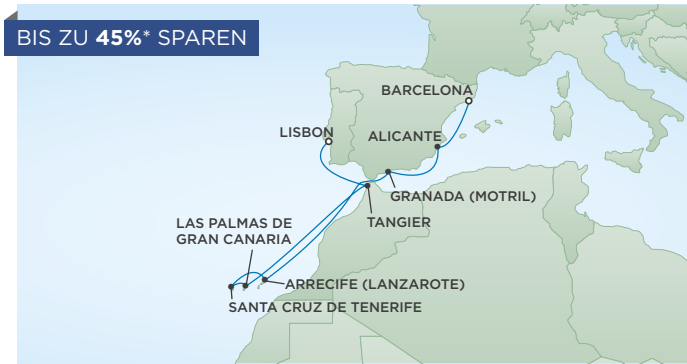 BIS ZU 45%* SPAREN
BARCELONA
LISBON
ALICANTE
GRANADA (MOTRIL)
TANGIER
LAS PALMAS DE
GRAN CANARIA
ARRECIFE (LANZAROTE)
SANTA CRUZ DE TENERIFE